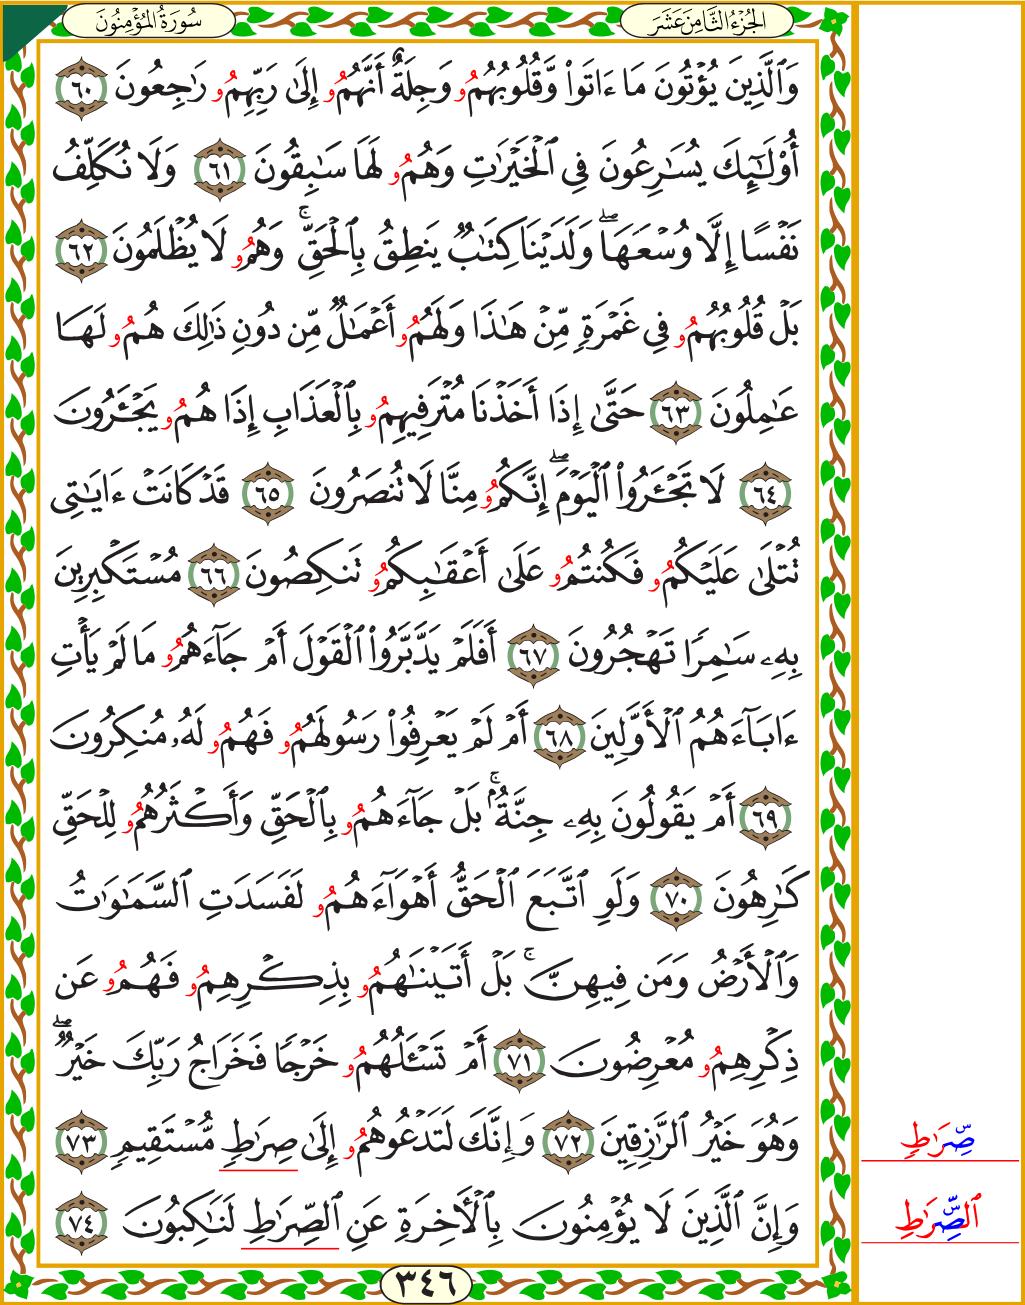 سُورَةُ المُؤْمِنُونَ
الجُزْءُ الثَّامِنَ عَشَرَ
وَٱلَّذِينَ يُؤْتُونَ مَا ءَاتَوا۟ وَّقُلُوبُهُمُۥ وَجِلَةٌ أَنَّهُمُۥ إِلَىٰ رَبِّهِمُۥ رَٰجِعُونَ ٦٠
أُو۟لَٰٓئِكَ يُسَٰرِعُونَ فِى ٱلْخَيْرَٰتِ وَهُمُۥ لَهَا سَٰبِقُونَ ٦١ وَلَا نُكَلِّفُ
نَفْسًا إِلَّا وُسْعَهَاۖ وَلَدَيْنَا كِتَٰبٌ يَنطِقُ بِٱلْحَقِّۚ وَهُمُۥ لَا يُظْلَمُونَ ٦٢
بَلْ قُلُوبُهُمُۥ فِى غَمْرَةٍ مِّنْ هَٰذَا وَلَهُمُۥ أَعْمَٰلٌ مِّن دُونِ ذَٰلِكَ هُمُۥ لَهَا
عَٰمِلُونَ ٦٣ حَتَّىٰ إِذَا أَخَذْنَا مُتْرَفِيهِمُۥ بِٱلْعَذَابِ إِذَا هُمُۥ يَجْـَٔرُونَ
٦٤ لَا تَجْـَٔرُوا۟ ٱلْيَوْمَۖ إِنَّكُمُۥ مِنَّا لَا تُنصَرُونَ ٦٥ قَدْ كَانَتْ ءَايَٰتِى
تُتْلَىٰ عَلَيْكُمُۥ فَكُنتُمُۥ عَلَىٰ أَعْقَٰبِكُمُۥ تَنكِصُونَ ٦٦ مُسْتَكْبِرِينَ
بِهِۦ سَٰمِرًا تَهْجُرُونَ ٦٧ أَفَلَمْ يَدَّبَّرُوا۟ ٱلْقَوْلَ أَمْ جَآءَهُمُۥ مَا لَمْ يَأْتِ
ءَابَآءَهُمُ ٱلْأَوَّلِينَ ٦٨ أَمْ لَمْ يَعْرِفُوا۟ رَسُولَهُمُۥ فَهُمُۥ لَهُۥ مُنكِرُونَ
٦٩ أَمْ يَقُولُونَ بِهِۦ جِنَّةٌۢۚ بَلْ جَآءَهُمُۥ بِٱلْحَقِّ وَأَكْثَرُهُمُۥ لِلْحَقِّ
كَٰرِهُونَ ٧٠ وَلَوِ ٱتَّبَعَ ٱلْحَقُّ أَهْوَآءَهُمُۥ لَفَسَدَتِ ٱلسَّمَٰوَٰتُ
وَٱلْأَرْضُ وَمَن فِيهِنَّۚ بَلْ أَتَيْنَٰهُمُۥ بِذِكْرِهِمُۥ فَهُمُۥ عَن
ذِكْرِهِمُۥ مُعْرِضُونَ ٧١ أَمْ تَسْـَٔلُهُمُۥ خَرْجًا فَخَرَاجُ رَبِّكَ خَيْرٌۖ
وَهُوَ خَيْرُ ٱلرَّٰزِقِينَ ٧٢ وَإِنَّكَ لَتَدْعُوهُمُۥ إِلَىٰ صِرَٰطٍ مُّسْتَقِيمٍ ٧٣
صِّرَٰطٍ
وَإِنَّ ٱلَّذِينَ لَا يُؤْمِنُونَ بِٱلْأَخِرَةِ عَنِ ٱلصِّرَٰطِ لَنَٰكِبُونَ ٧٤
ٱلصِّرَٰطِ
٣٤٦